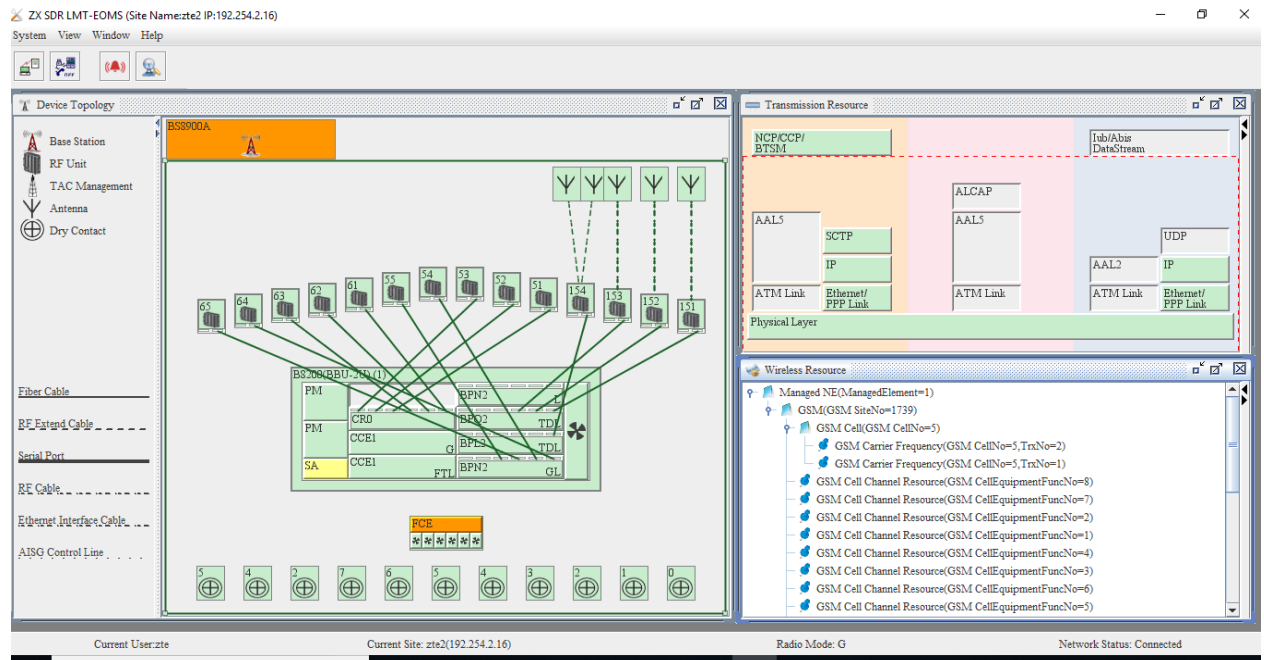 ZX SDR LMT-EOMS (Site Name:zte2 IP:192.254.2.16)
System View Window Help
OFF
Device Topology
Base Station
RF Unit
TAC Management
Antenna
Dry Contact
Fiber Cable
RF Extend Cable
Serial Port
RF Cable
Ethernet Interface Cable
AISG Control Line
BS8900A
65 64 63 62 61 55 54 53 52 51 154 153 152 151
BS200(BBU-2U) (1)
PM
PM
SA
CR0
CCE1
G
CCE1
FTL
BPN2
L
BPO2
TDL
BPL3
TDL
BPN2
GL
FCE
5 4 2 7 6 5 4 3 2 1 0
Transmission Resource
NCP/CCP/
BTSM
Iub/Abis
DataStream
ALCAP
AAL5
SCTP
IP
ATM Link
Ethernet/
PPP Link
AAL5
ATM Link
UDP
AAL2
IP
ATM Link
Ethernet/
PPP Link
Physical Layer
Wireless Resource
Managed NE(ManagedElement=1)
GSM(GSM SiteNo=1739)
GSM Cell(GSM CellNo=5)
GSM Carrier Frequency(GSM CellNo=5,TrxNo=2)
GSM Carrier Frequency(GSM CellNo=5,TrxNo=1)
GSM Cell Channel Resource(GSM CellEquipmentFuncNo=8)
GSM Cell Channel Resource(GSM CellEquipmentFuncNo=7)
GSM Cell Channel Resource(GSM CellEquipmentFuncNo=2)
GSM Cell Channel Resource(GSM CellEquipmentFuncNo=1)
GSM Cell Channel Resource(GSM CellEquipmentFuncNo=4)
GSM Cell Channel Resource(GSM CellEquipmentFuncNo=3)
GSM Cell Channel Resource(GSM CellEquipmentFuncNo=6)
GSM Cell Channel Resource(GSM CellEquipmentFuncNo=5)
Current User:zte
Current Site: zte2(192.254.2.16)
Radio Mode: G
Network Status: Connected